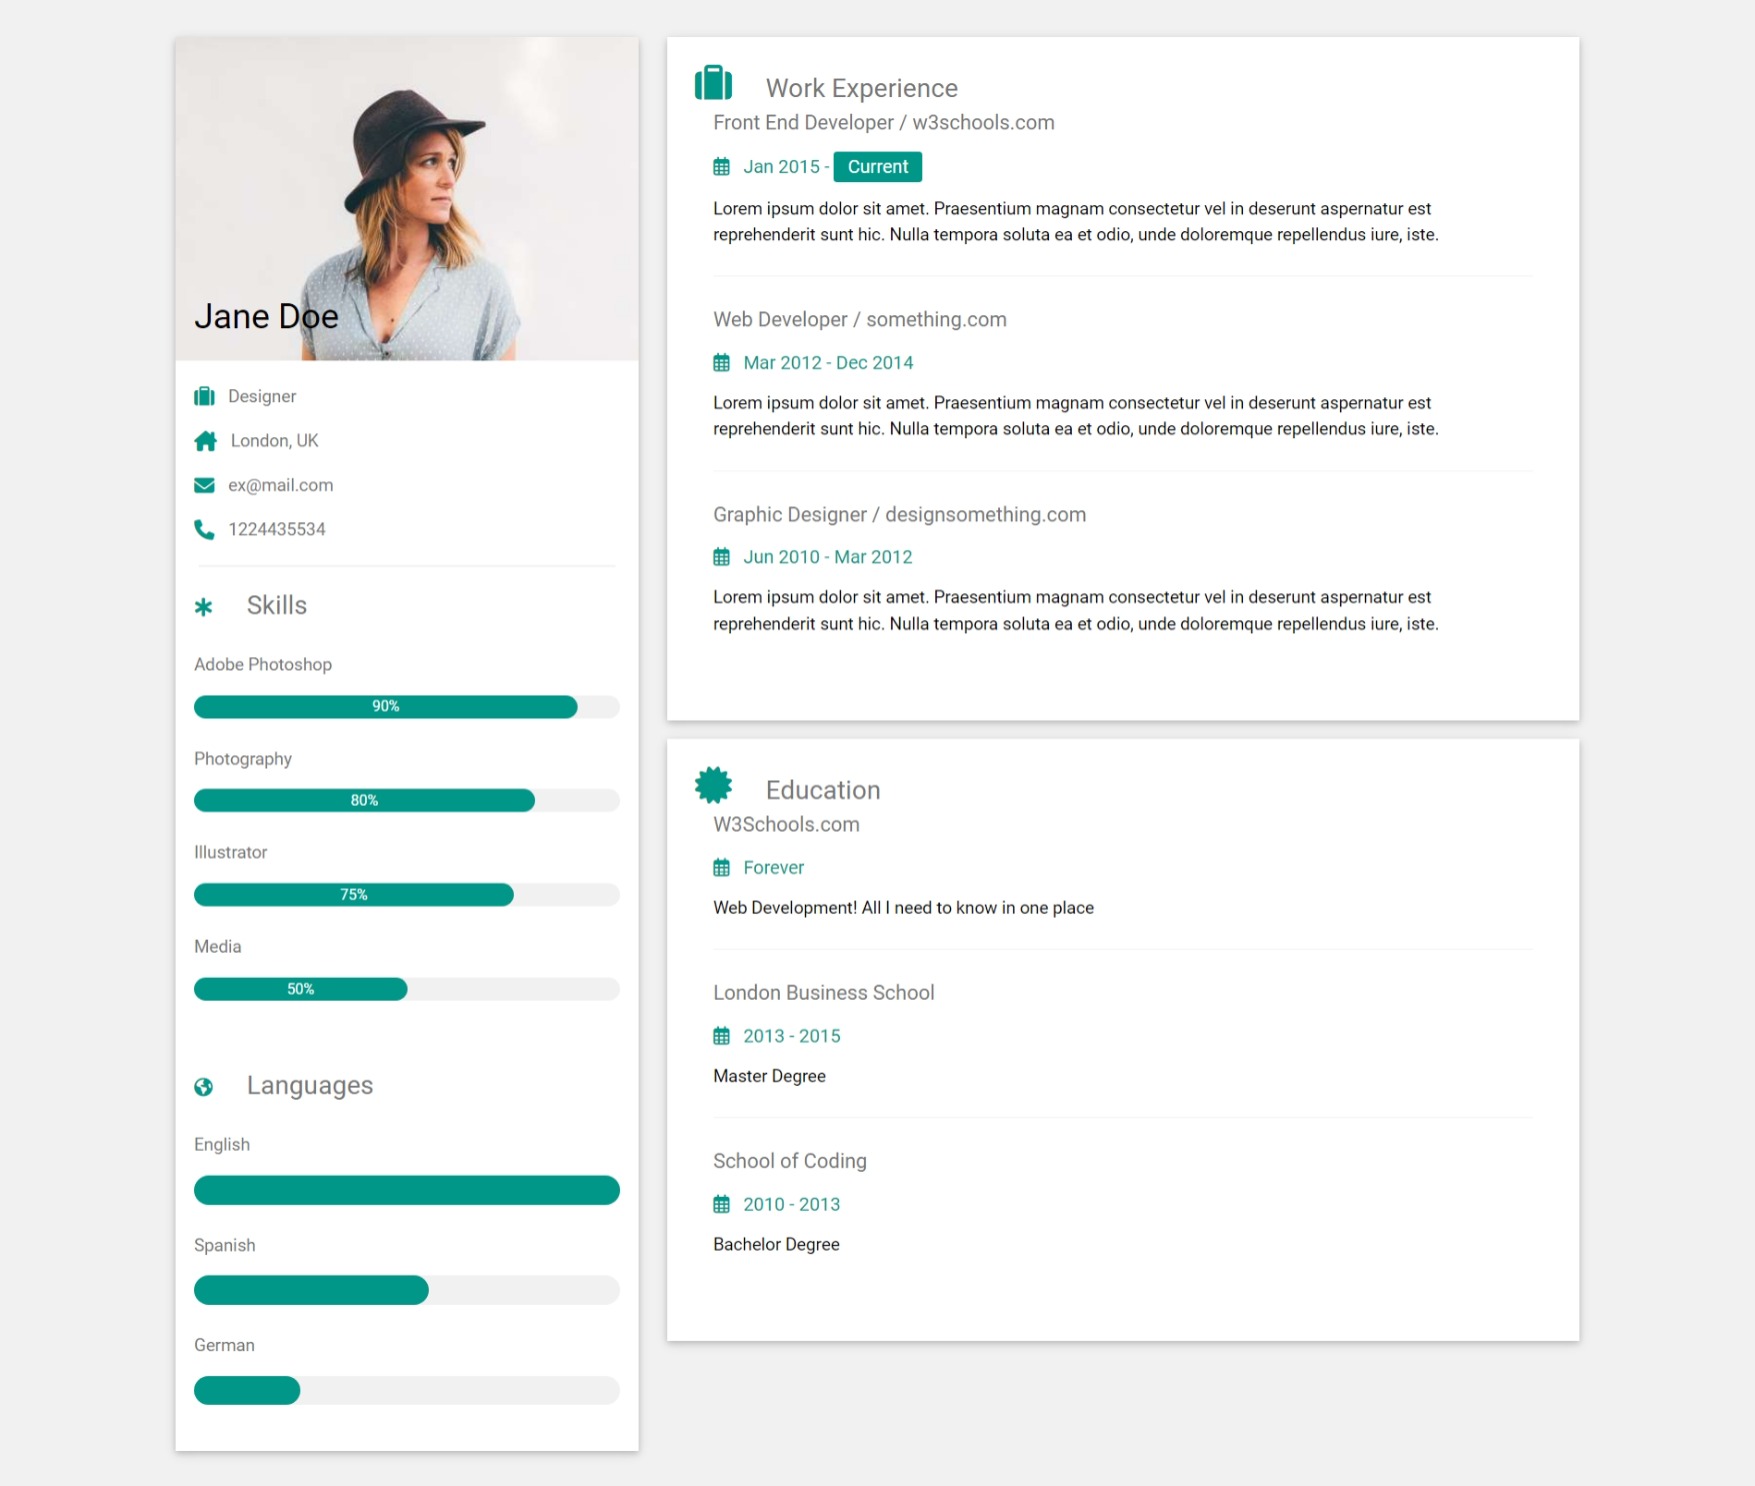 Jane Doe
Designer
London, UK
ex@mail.com
1224435534
Skills
Adobe Photoshop
90%
Photography
80%
Illustrator
75%
Media
50%
Languages
English
Spanish
German
Work Experience
Front End Developer / w3schools.com
Jan 2015 - Current
Lorem ipsum dolor sit amet. Praesentium magnam consectetur vel in deserunt aspernatur est
reprehenderit sunt hic. Nulla tempora soluta ea et odio, unde doloremque repellendus iure, iste.
Web Developer / something.com
Mar 2012 - Dec 2014
Lorem ipsum dolor sit amet. Praesentium magnam consectetur vel in deserunt aspernatur est
reprehenderit sunt hic. Nulla tempora soluta ea et odio, unde doloremque repellendus iure, iste.
Graphic Designer / designsomething.com
Jun 2010 - Mar 2012
Lorem ipsum dolor sit amet. Praesentium magnam consectetur vel in deserunt aspernatur est
reprehenderit sunt hic. Nulla tempora soluta ea et odio, unde doloremque repellendus iure, iste.
Education
W3Schools.com
Forever
Web Development! All I need to know in one place
London Business School
2013 - 2015
Master Degree
School of Coding
2010 - 2013
Bachelor Degree